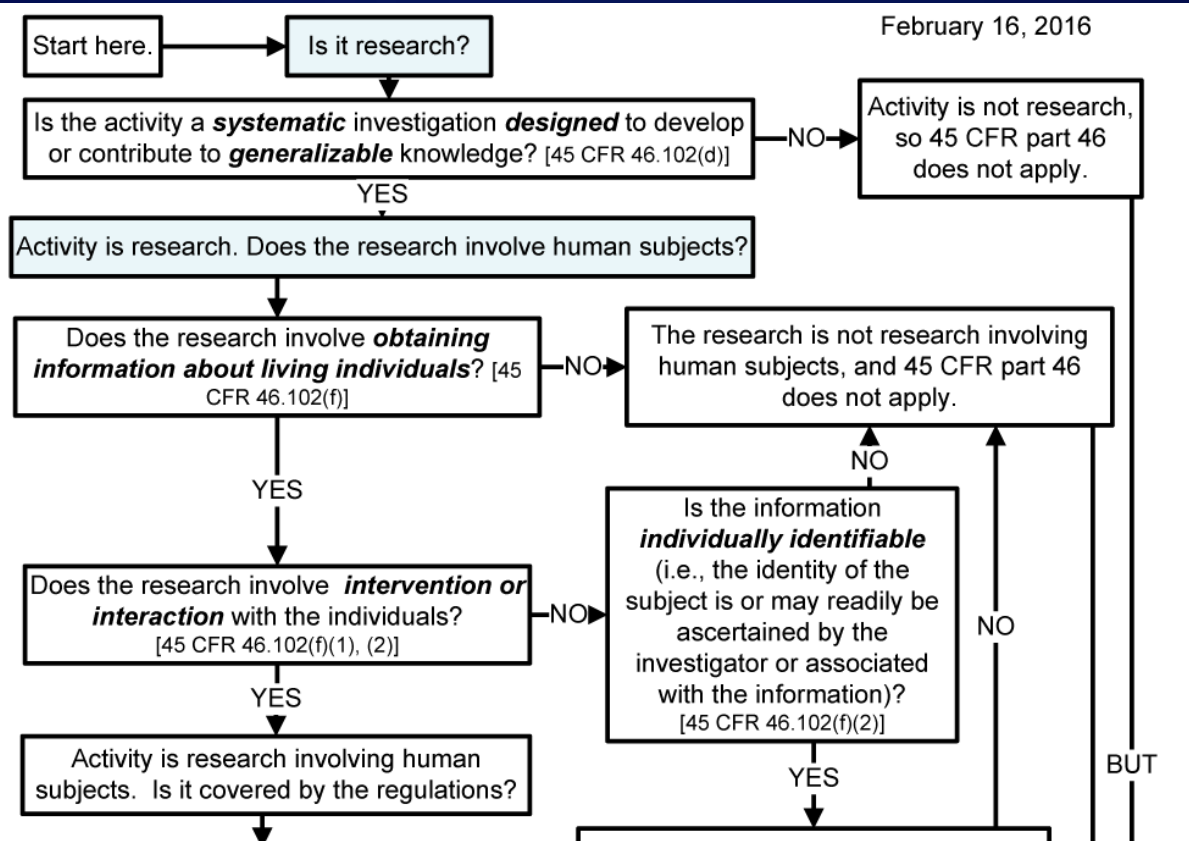 February 16, 2016
Start here.
Is it research?
Is the activity a systematic investigation designed to develop
or contribute to generalizable knowledge? [45 CFR 46.102(d)]
NO
Activity is not research,
so 45 CFR part 46
does not apply.
YES
Activity is research. Does the research involve human subjects?
Does the research involve obtaining
information about living individuals? [45
CFR 46.102(f)]
NO
The research is not research involving
human subjects, and 45 CFR part 46
does not apply.
YES
NO
NO
Does the research involve intervention or
interaction with the individuals?
[45 CFR 46.102(f)(1), (2)]
NO
Is the information
individually identifiable
(i.e., the identity of the
subject is or may readily be
ascertained by the
investigator or associated
with the information)?
[45 CFR 46.102(f)(2)]
YES
Activity is research involving human
subjects. Is it covered by the regulations?
YES
BUT